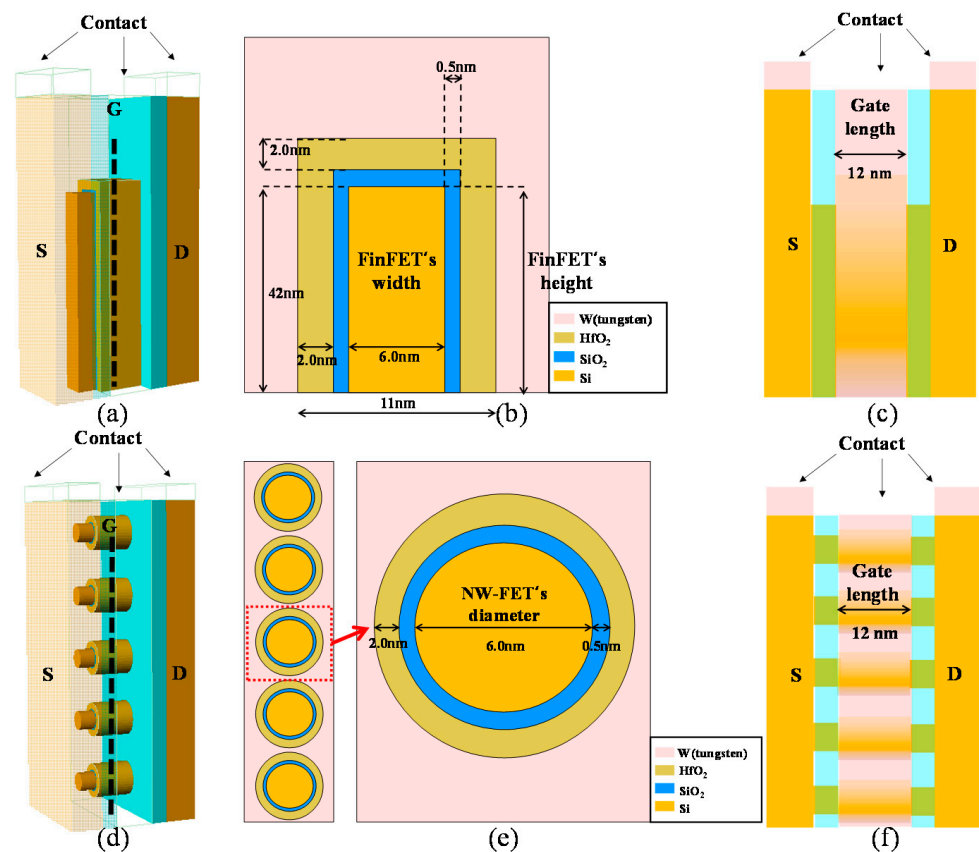 Contact
G
S
D
(a)
0.5nm
2.0nm
FinFET‘s
width
FinFET‘s
height
42nm
2.0nm
6.0nm
11nm
W(tungsten)
HfO₂
SiO₂
Si
(b)
Contact
Gate
length
12 nm
S
D
(c)
Contact
G
S
D
(d)
NW-FET‘s
diameter
2.0nm
6.0nm
0.5nm
W(tungsten)
HfO₂
SiO₂
Si
(e)
Contact
Gate
length
12 nm
S
D
(f)